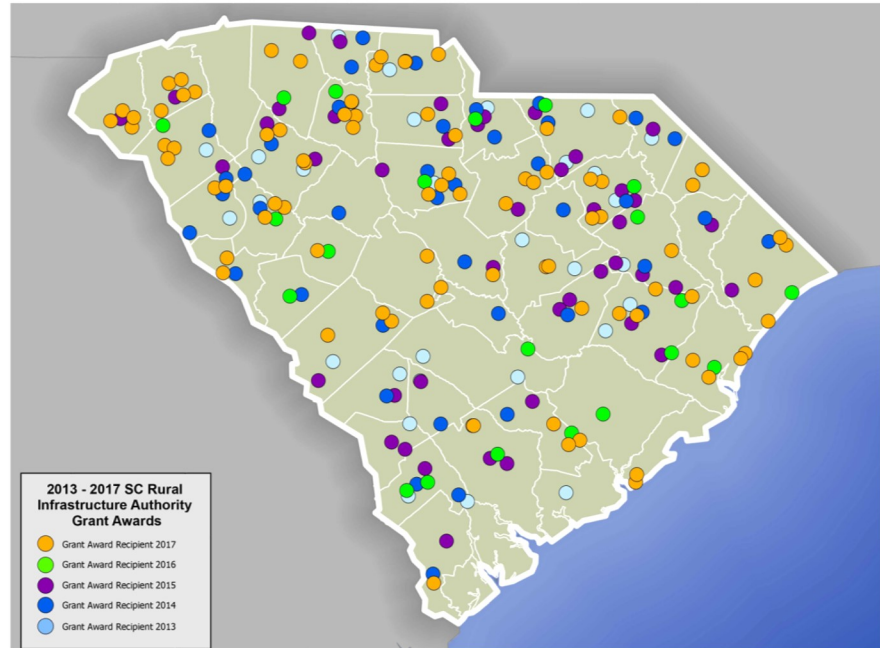 2013 - 2017 SC Rural
Infrastructure Authority
Grant Awards
Grant Award Recipient 2017
Grant Award Recipient 2016
Grant Award Recipient 2015
Grant Award Recipient 2014
Grant Award Recipient 2013